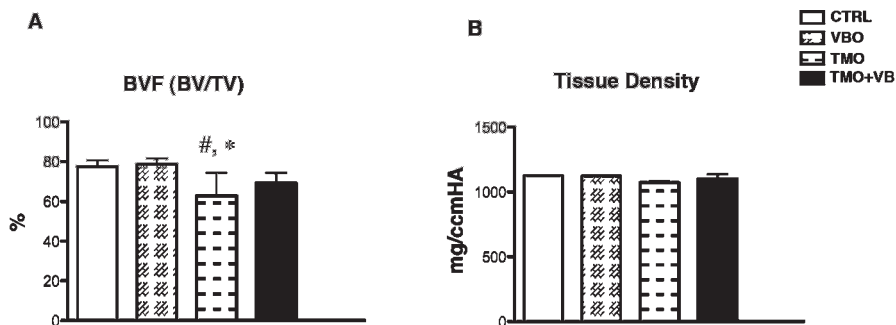 A
BVF (BV/TV)
100
80
60
40
20
0
%
#, *
B
Tissue Density
1500
1000
500
0
mg/ccmHA
CTRL
VBO
TMO
TMO+VB